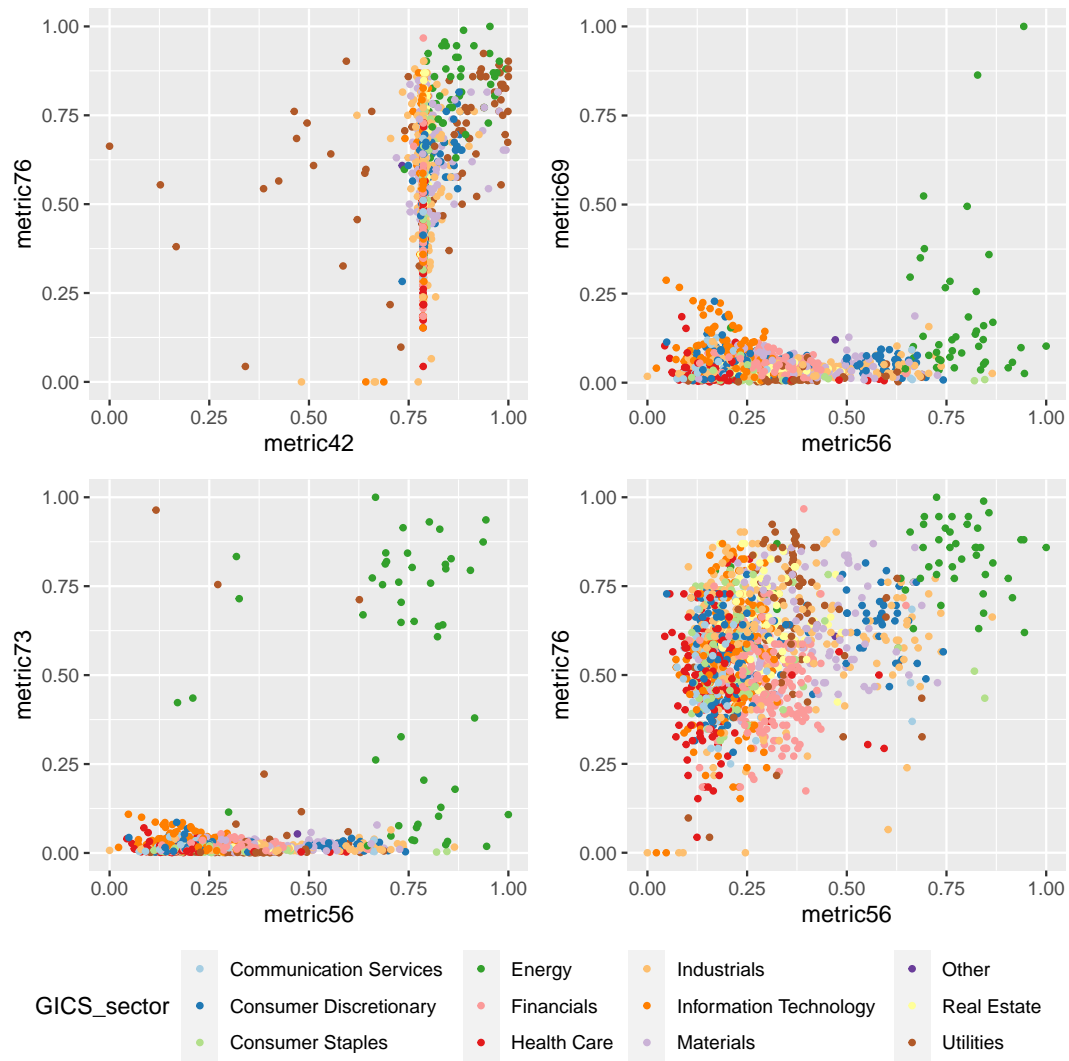 1.00
0.75
0.50
0.25
0.00
metric76
0.00 0.25 0.50 0.75 1.00
metric42
1.00
0.75
0.50
0.25
0.00
metric69
0.00 0.25 0.50 0.75 1.00
metric56
1.00
0.75
0.50
0.25
0.00
metric73
0.00 0.25 0.50 0.75 1.00
metric56
1.00
0.75
0.50
0.25
0.00
metric76
0.00 0.25 0.50 0.75 1.00
metric56
GICS_sector
Communication Services
Consumer Discretionary
Consumer Staples
Energy
Financials
Health Care
Industrials
Information Technology
Materials
Other
Real Estate
Utilities